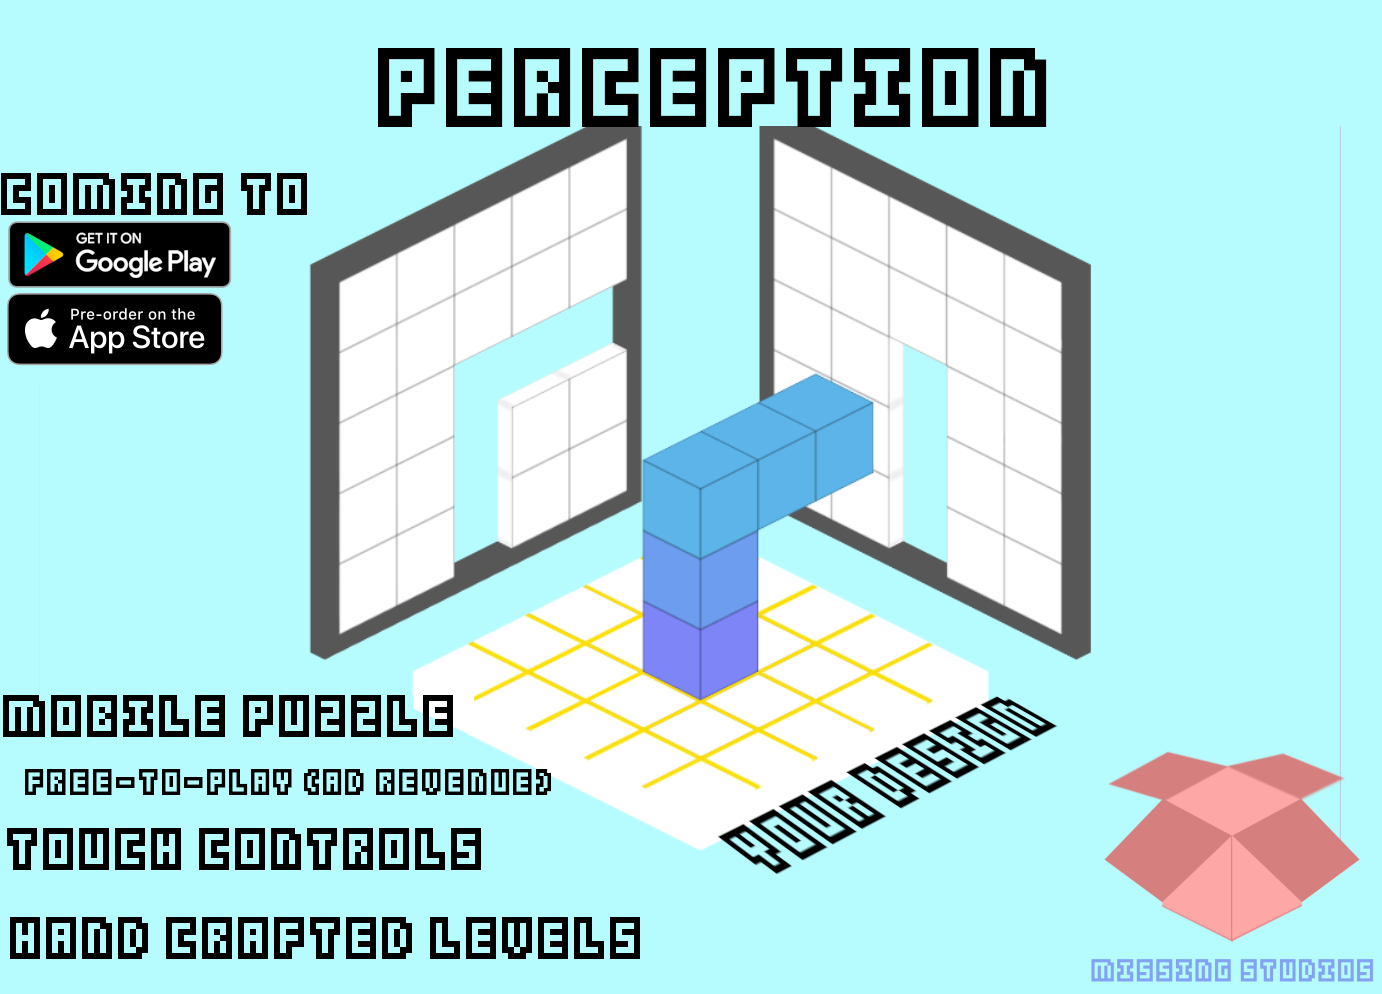 PERCEPTION
COMING TO
GET IT ON
Google Play
Pre-order on the
App Store
YOUR DESIGN
MOBILE PUZZLE
FREE-TO-PLAY (AD REVENUE)
TOUCH CONTROLS
HAND CRAFTED LEVELS
MISSING STUDIOS